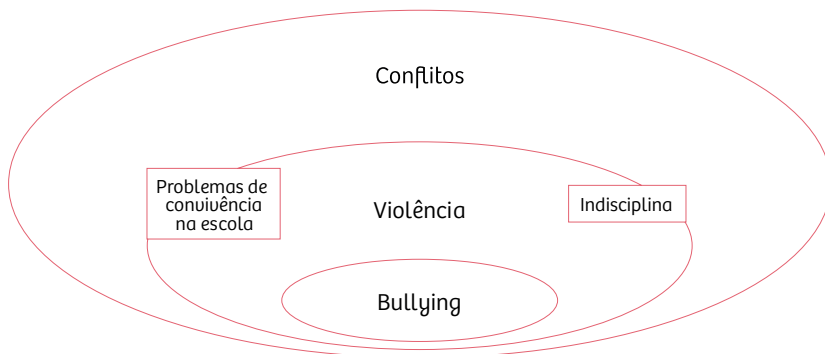 Conflitos
Problemas de
convivência
na escola
Violência
Indisciplina
Bullying